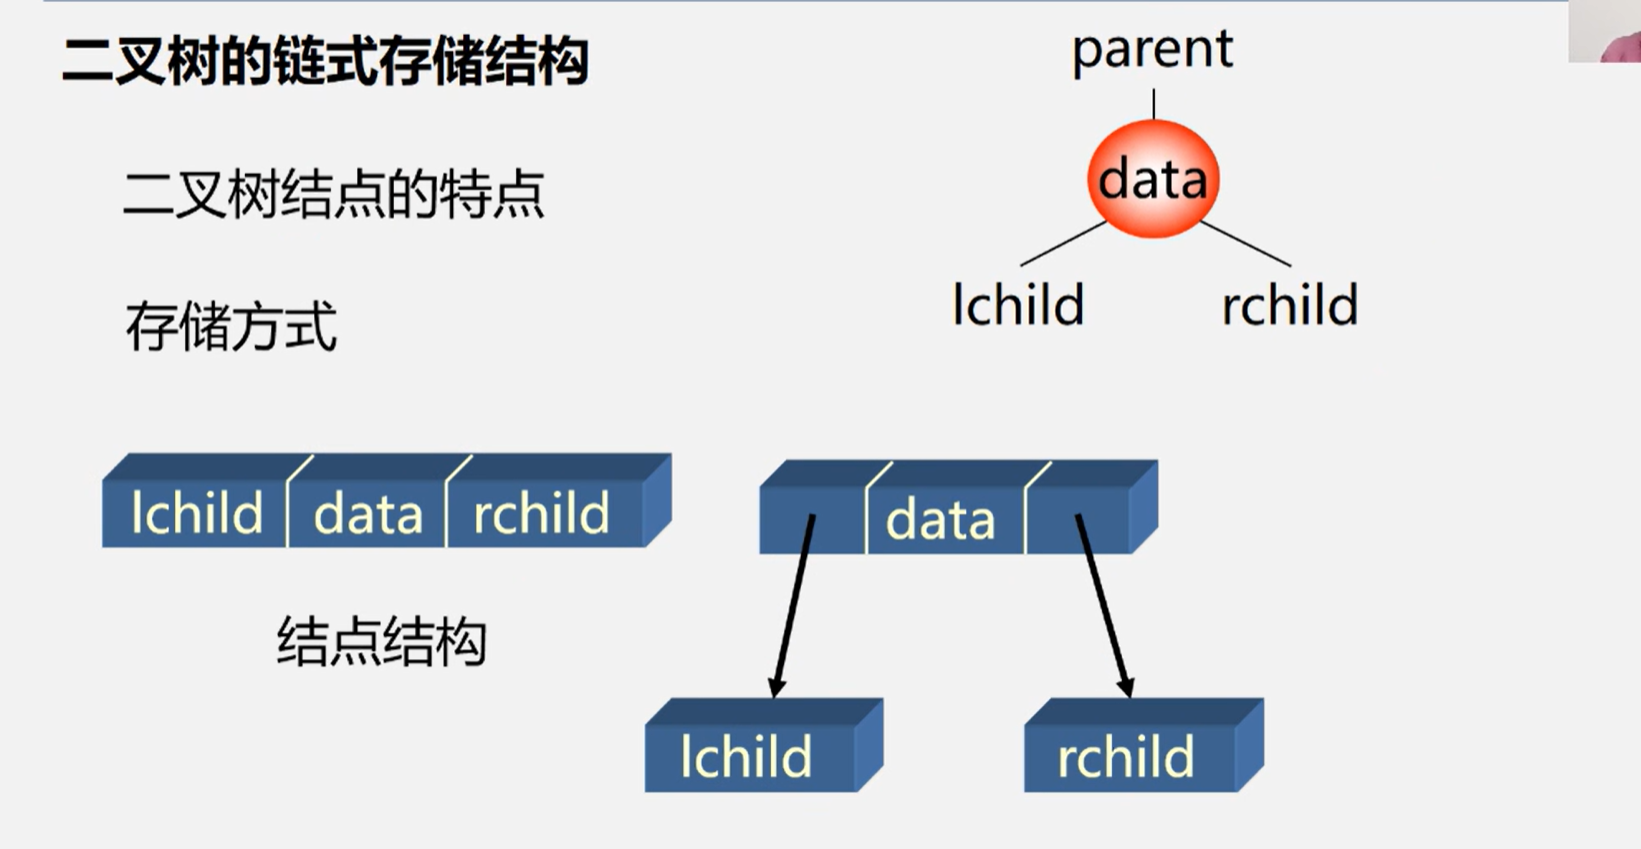 二叉树的链式存储结构
parent
二叉树结点的特点
data
lchild rchild
存储方式
lchild data rchild
data
结点结构
lchild rchild